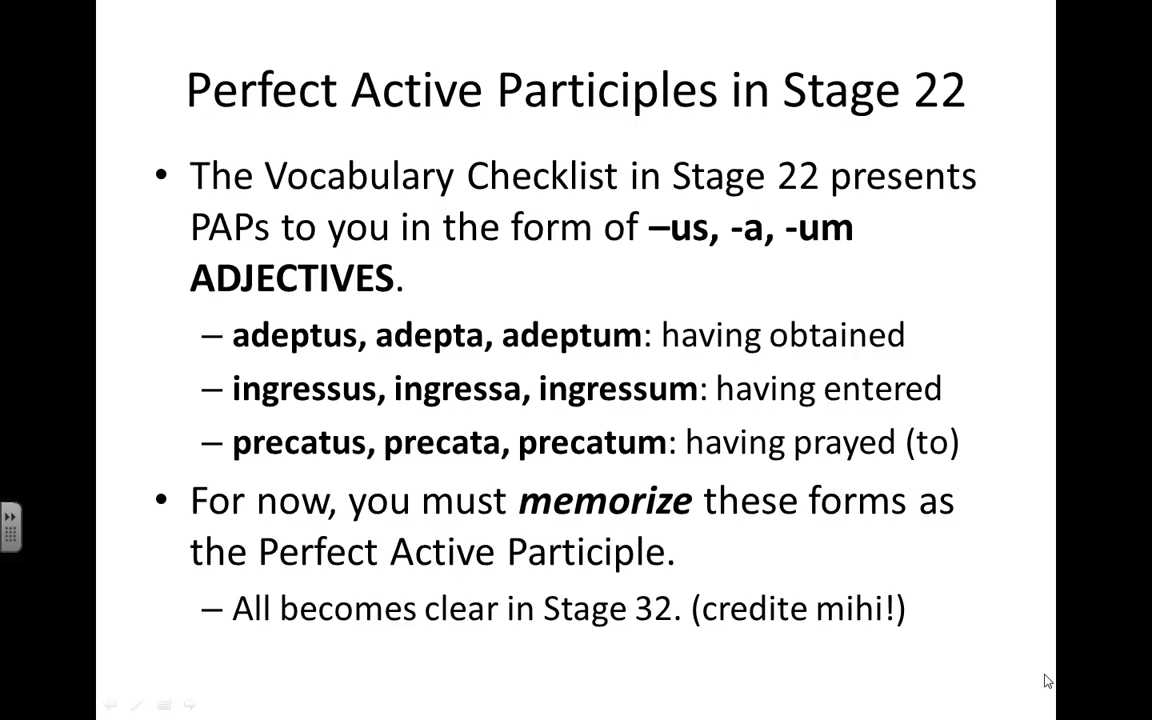 Perfect Active Participles in Stage 22
• The Vocabulary Checklist in Stage 22 presents
PAPs to you in the form of –us, -a, -um
ADJECTIVES.
– adeptus, adepta, adeptum: having obtained
– ingressus, ingressa, ingressum: having entered
– precatus, precata, precatum: having prayed (to)
• For now, you must memorize these forms as
the Perfect Active Participle.
– All becomes clear in Stage 32. (credite mihi!)